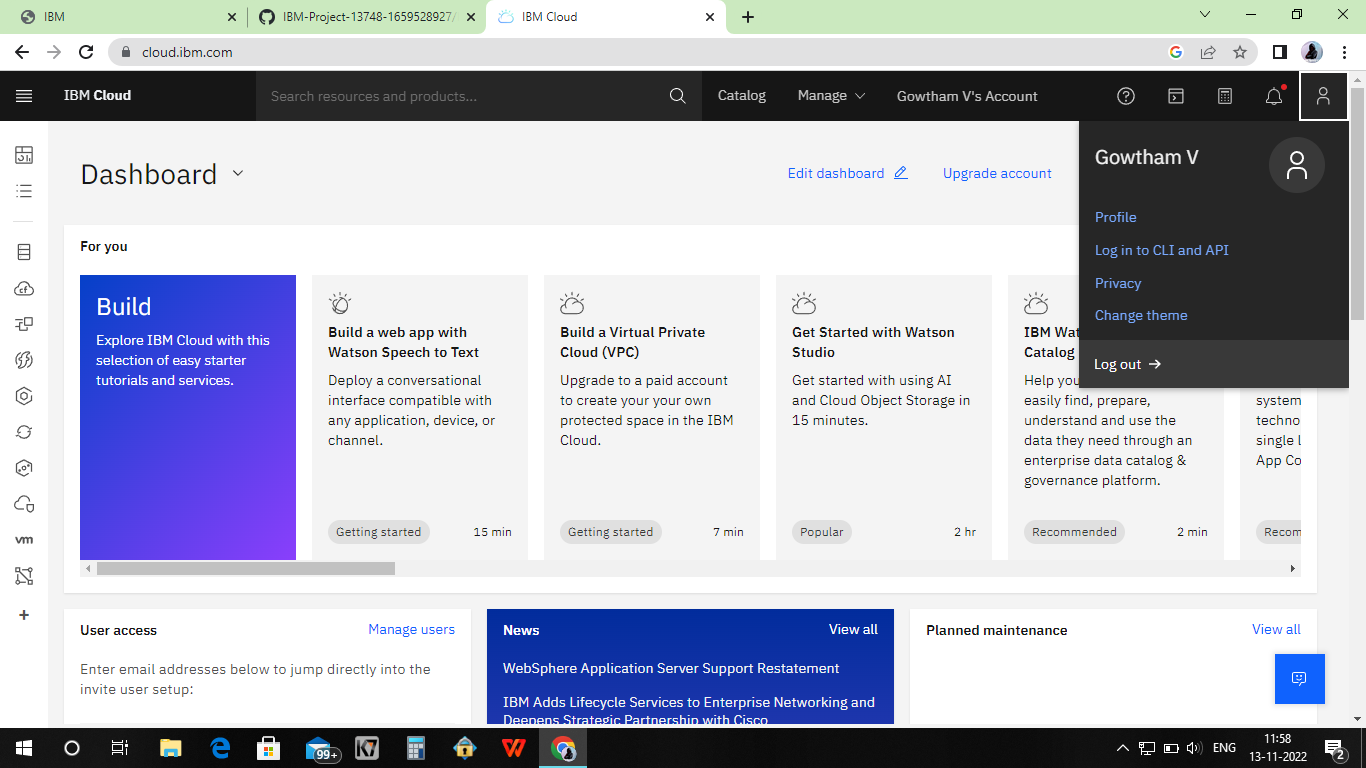 IBM
IBM-Project-13748-1659528927/
IBM Cloud
cloud.ibm.com
IBM Cloud
Search resources and products...
Catalog
Manage
Gowtham V's Account
Dashboard
Edit dashboard
Upgrade account
Gowtham V
Profile
Log in to CLI and API
Privacy
Change theme
Log out
For you
Build
Explore IBM Cloud with this
selection of easy starter
tutorials and services.
Build a web app with
Watson Speech to Text
Deploy a conversational
interface compatible with
any application, device, or
channel.
Getting started
15 min
Build a Virtual Private
Cloud (VPC)
Upgrade to a paid account
to create your your own
protected space in the IBM
Cloud.
Getting started
7 min
Get Started with Watson
Studio
Get started with using AI
and Cloud Object Storage in
15 minutes.
Popular
2 hr
IBM Wat
Catalog
Help you
easily find, prepare,
understand and use the
data they need through an
enterprise data catalog &
governance platform.
Recommended
2 min
system
techno
single l
App Co
Recom
cf
vm
User access
Manage users
Enter email addresses below to jump directly into the
invite user setup:
News
View all
WebSphere Application Server Support Restatement
IBM Adds Lifecycle Services to Enterprise Networking and
Deepens Strategic Partnership with Cisco
Planned maintenance
View all
99+
ENG
11:58
13-11-2022
2